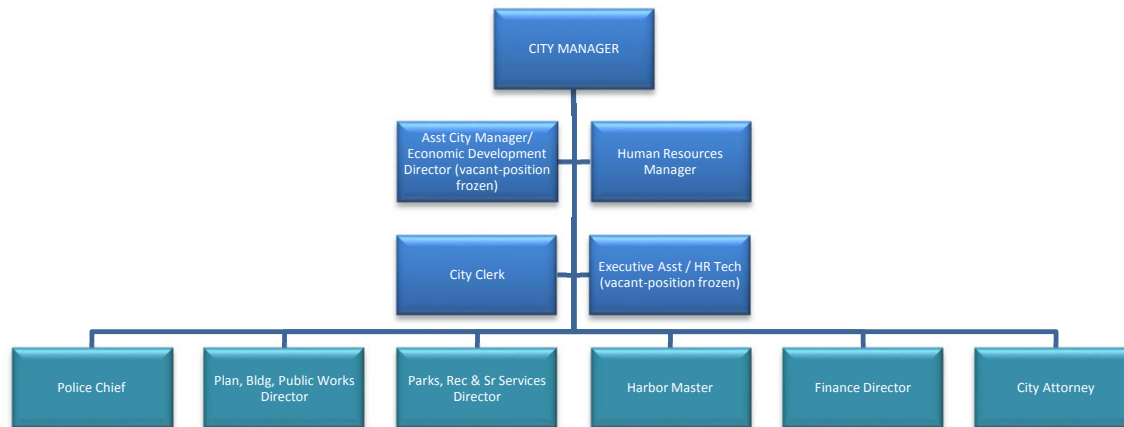 CITY MANAGER
Asst City Manager/
Economic Development
Director (vacant-position
frozen)
Human Resources
Manager
City Clerk
Executive Asst / HR Tech
(vacant-position frozen)
Police Chief
Plan, Bldg, Public Works
Director
Parks, Rec & Sr Services
Director
Harbor Master
Finance Director
City Attorney